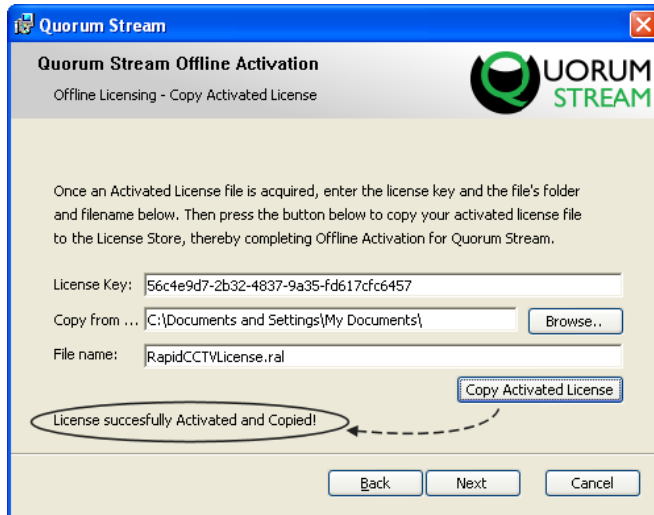 Quorum Stream
Quorum Stream Offline Activation
Offline Licensing - Copy Activated License
QUORUM
STREAM
Once an Activated License file is acquired, enter the license key and the file's folder
and filename below. Then press the button below to copy your activated license file
to the License Store, thereby completing Offline Activation for Quorum Stream.
License Key: 56c4e9d7-2b32-4837-9a35-fd617cfc6457
Copy from ... C:\Documents and Settings\My Documents\ Browse..
File name: RapidCCTVLicense.ral
Copy Activated License
License succesfully Activated and Copied!
Back Next Cancel